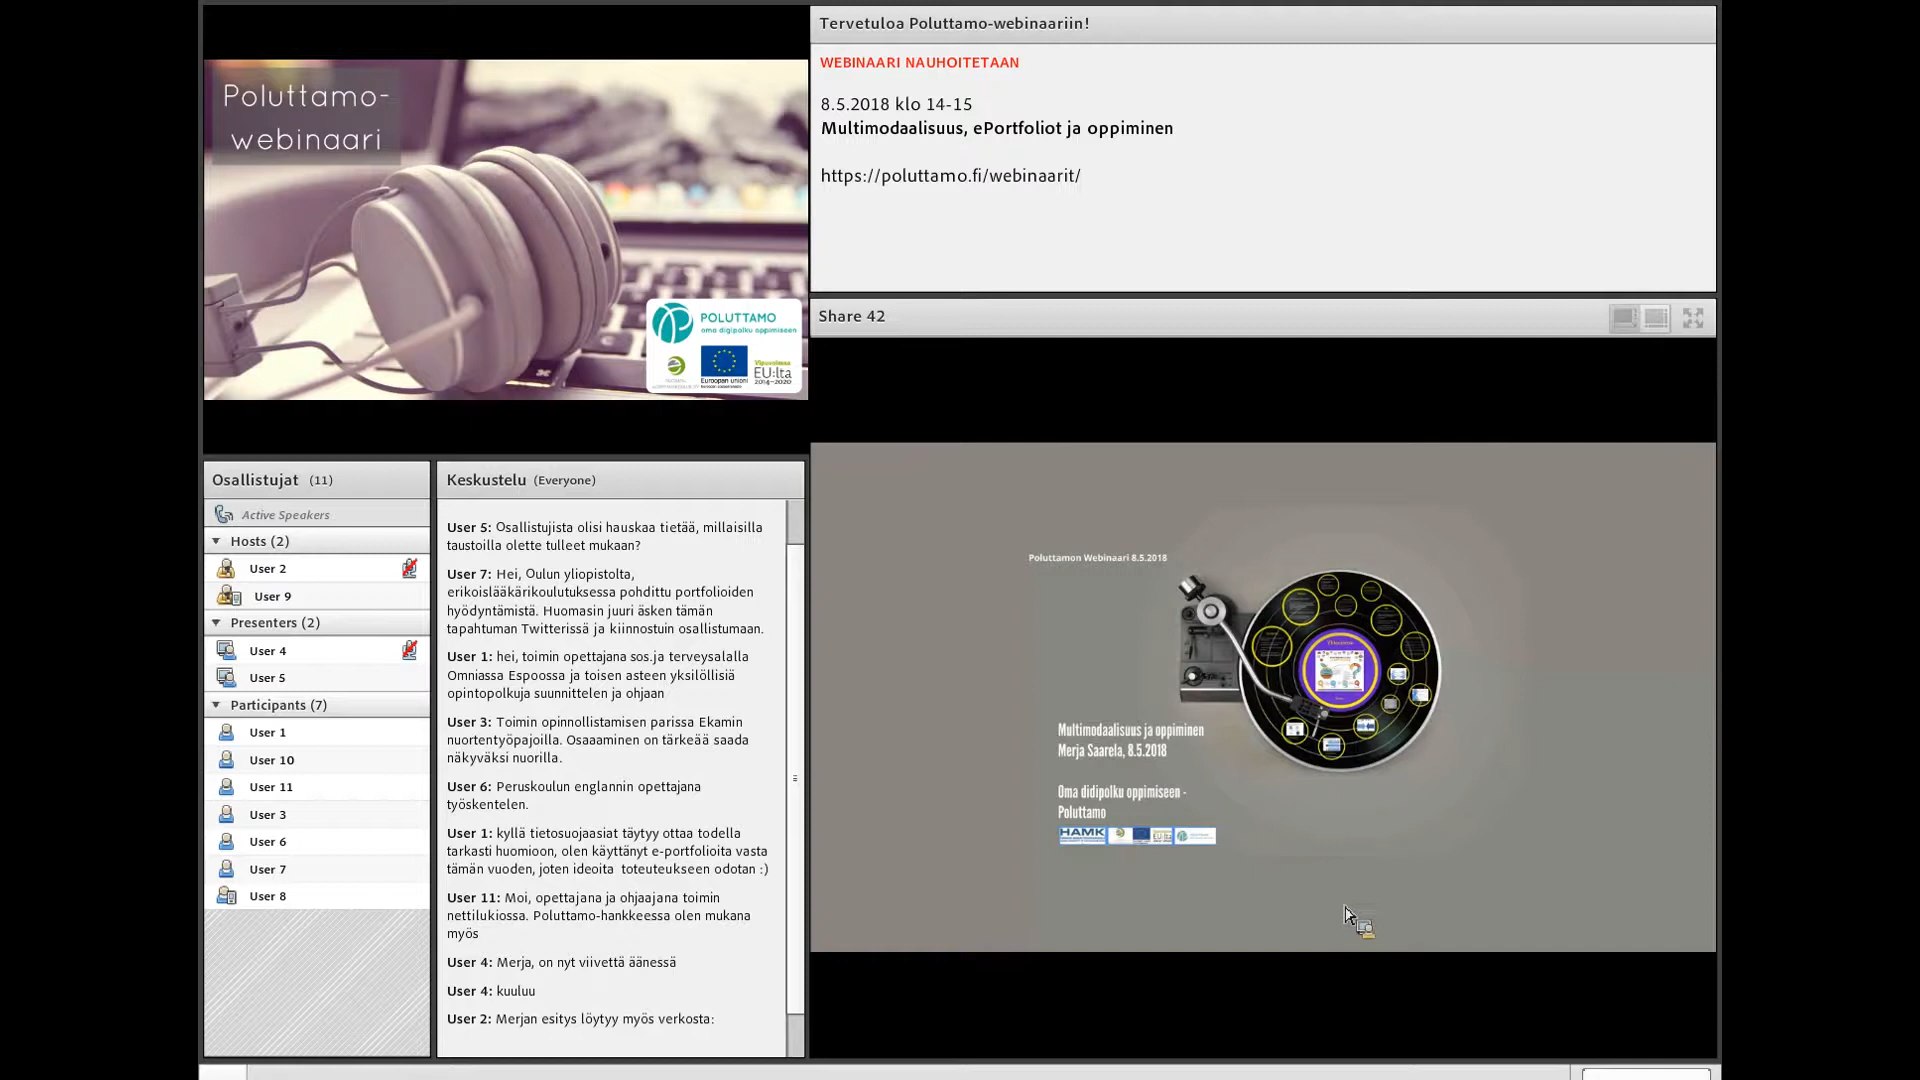 Poluttamo-
webinaari
POLUTTAMO
oma digipolku oppimiseen
Euroopan unioni
Vipuvoimaa
EU:lta
2014–2020
Tervetuloa Poluttamo-webinaariin!
WEBINAARI NAUHOITETAAN
8.5.2018 klo 14-15
Multimodaalisuus, ePortfoliot ja oppiminen
https://poluttamo.fi/webinaarit/
Share 42
Osallistujat (11)
Active Speakers
Hosts (2)
User 2
User 9
Presenters (2)
User 4
User 5
Participants (7)
User 1
User 10
User 11
User 3
User 6
User 7
User 8
Keskustelu (Everyone)
User 5: Osallistujista olisi hauskaa tietää, millaisilla
taustoilla olette tulleet mukaan?
User 7: Hei, Oulun yliopistolta,
erikoislääkärikoulutuksessa pohdittu portfolioiden
hyödyntämistä. Huomasin juuri äsken tämän
tapahtuman Twitterissä ja kiinnostuin osallistumaan.
User 1: hei, toimin opettajana sos.ja terveysalalla
Omniassa Espoossa ja toisen asteen yksilöllisiä
opintopolkuja suunnittelen ja ohjaan
User 3: Toimin opinnollistamisen parissa Ekamin
nuortentyöpajoilla. Osaaaminen on tärkeää saada
näkyväksi nuorilla.
User 6: Peruskoulun englannin opettajana
työskentelen.
User 1: kyllä tietosuojaasiat täytyy ottaa todella
tarkasti huomioon, olen käyttänyt e-portfolioita vasta
tämän vuoden, joten ideoita toteutukseen odotan :)
User 11: Moi, opettajana ja ohjaajana toimin
nettilukiossa. Poluttamo-hankkeessa olen mukana
myös
User 4: Merja, on nyt viivettä äänessä
User 4: kuuluu
User 2: Merjan esitys löytyy myös verkosta:
Poluttamon Webinaari 8.5.2018
Multimodaalisuus ja oppiminen
Merja Saarela, 8.5.2018
Oma didipolku oppimiseen -
Poluttamo
HAMK